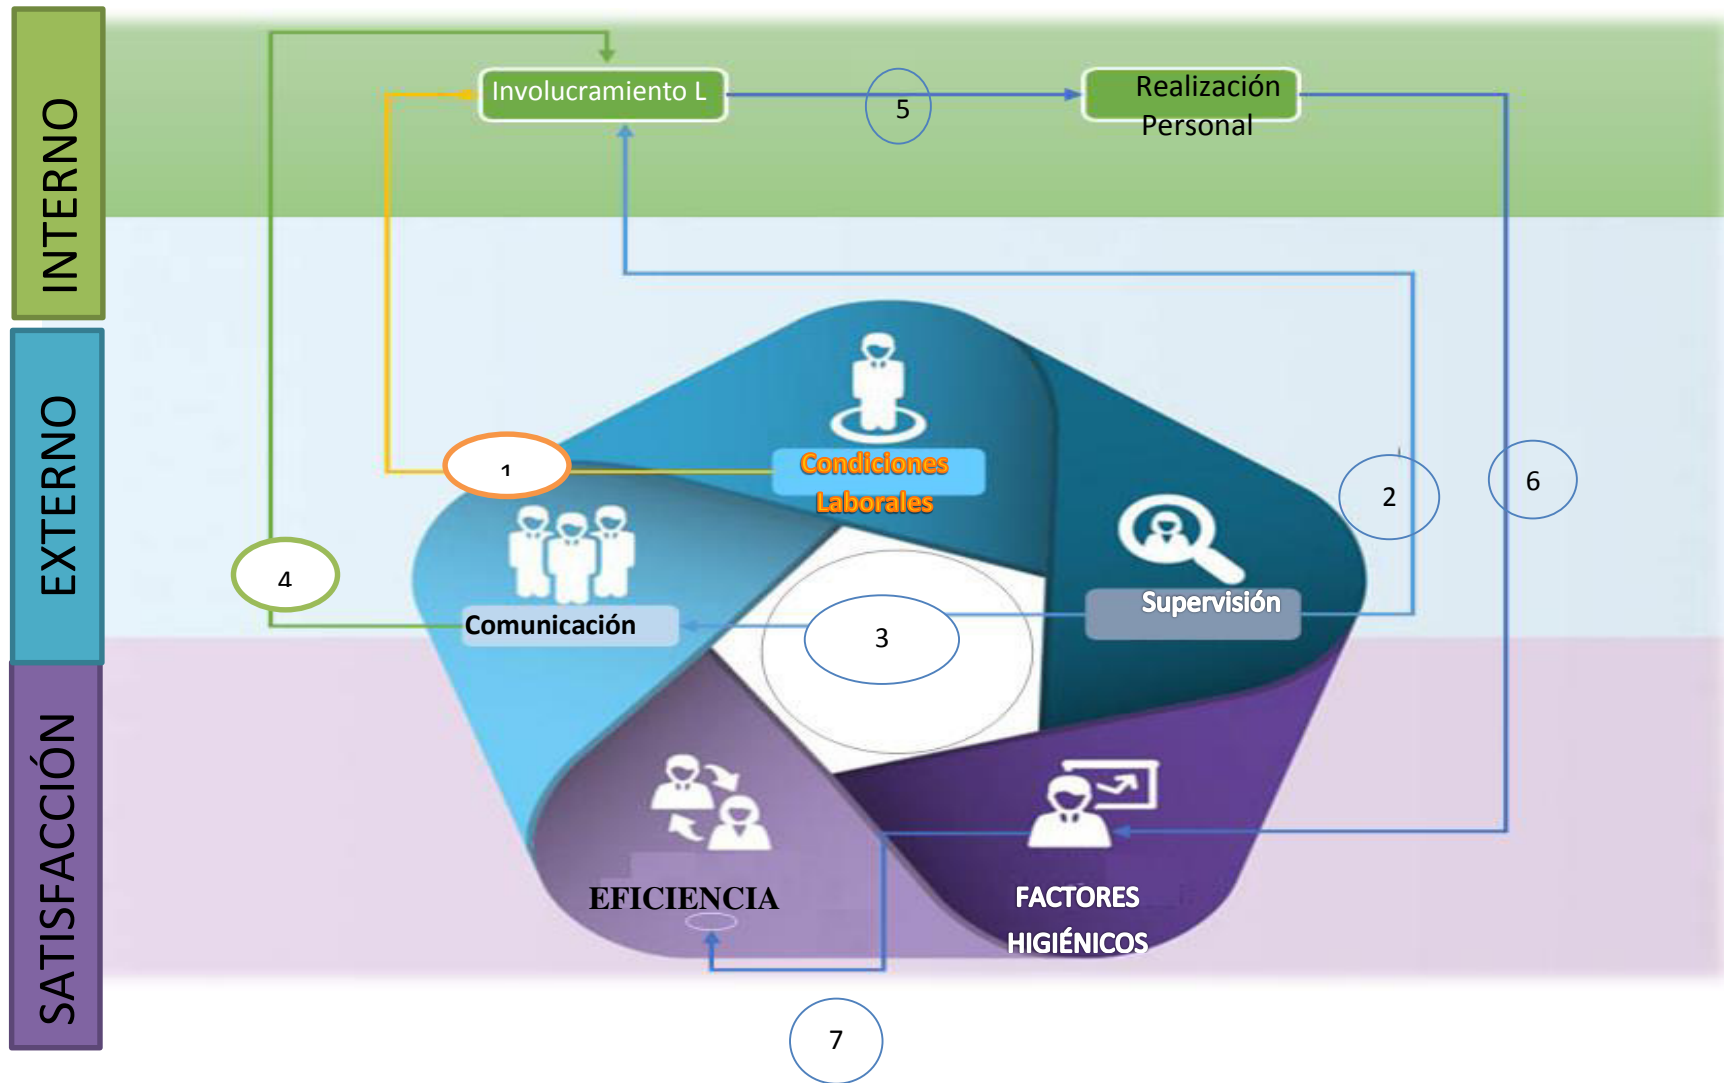 INTERNO
EXTERNO
SATISFACCIÓN
Involucramiento L
5
Realización
Personal
Condiciones
Laborales
1
2
6
4
Comunicación
3
Supervisión
EFICIENCIA
FACTORES
HIGIÉNICOS
7